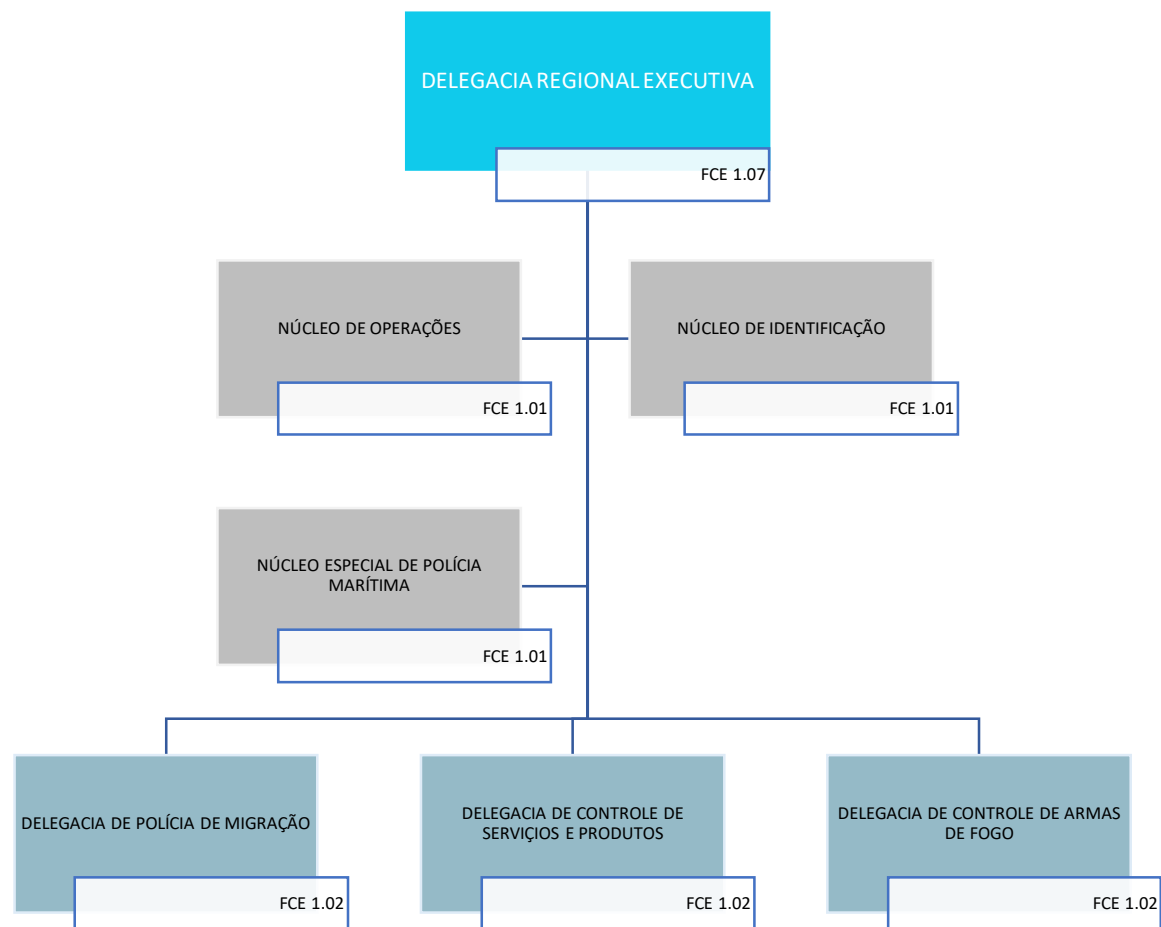 DELEGACIA REGIONAL EXECUTIVA
FCE 1.07
NÚCLEO DE OPERAÇÕES
FCE 1.01
NÚCLEO DE IDENTIFICAÇÃO
FCE 1.01
NÚCLEO ESPECIAL DE POLÍCIA
MARÍTIMA
FCE 1.01
DELEGACIA DE POLÍCIA DE MIGRAÇÃO
FCE 1.02
DELEGACIA DE CONTROLE DE
SERVIÇIOS E PRODUTOS
FCE 1.02
DELEGACIA DE CONTROLE DE ARMAS
DE FOGO
FCE 1.02